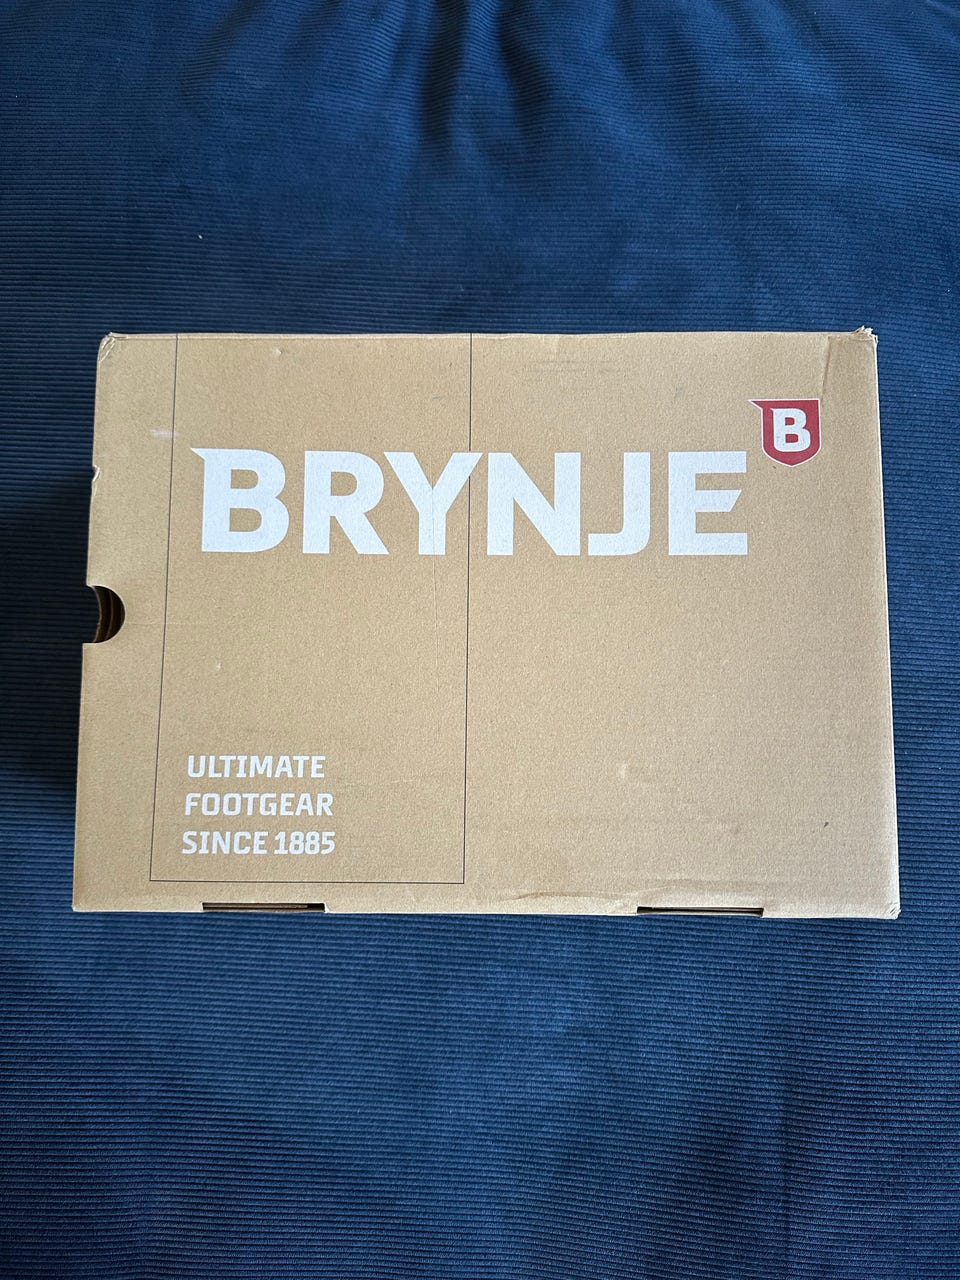 BRYNJE
B
ULTIMATE
FOOTGEAR
SINCE 1885